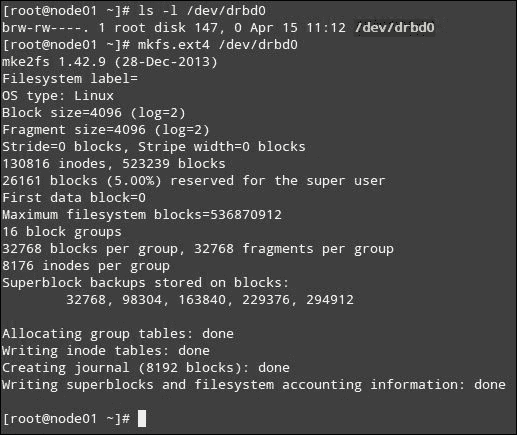 [root@node01 ~]# ls -l /dev/drbd0
brw-rw----. 1 root disk 147, 0 Apr 15 11:12 /dev/drbd0
[root@node01 ~]# mkfs.ext4 /dev/drbd0
mke2fs 1.42.9 (28-Dec-2013)
Filesystem label=
OS type: Linux
Block size=4096 (log=2)
Fragment size=4096 (log=2)
Stride=0 blocks, Stripe width=0 blocks
130816 inodes, 523239 blocks
26161 blocks (5.00%) reserved for the super user
First data block=0
Maximum filesystem blocks=536870912
16 block groups
32768 blocks per group, 32768 fragments per group
8176 inodes per group
Superblock backups stored on blocks:
        32768, 98304, 163840, 229376, 294912

Allocating group tables: done
Writing inode tables: done
Creating journal (8192 blocks): done
Writing superblocks and filesystem accounting information: done

[root@node01 ~]#